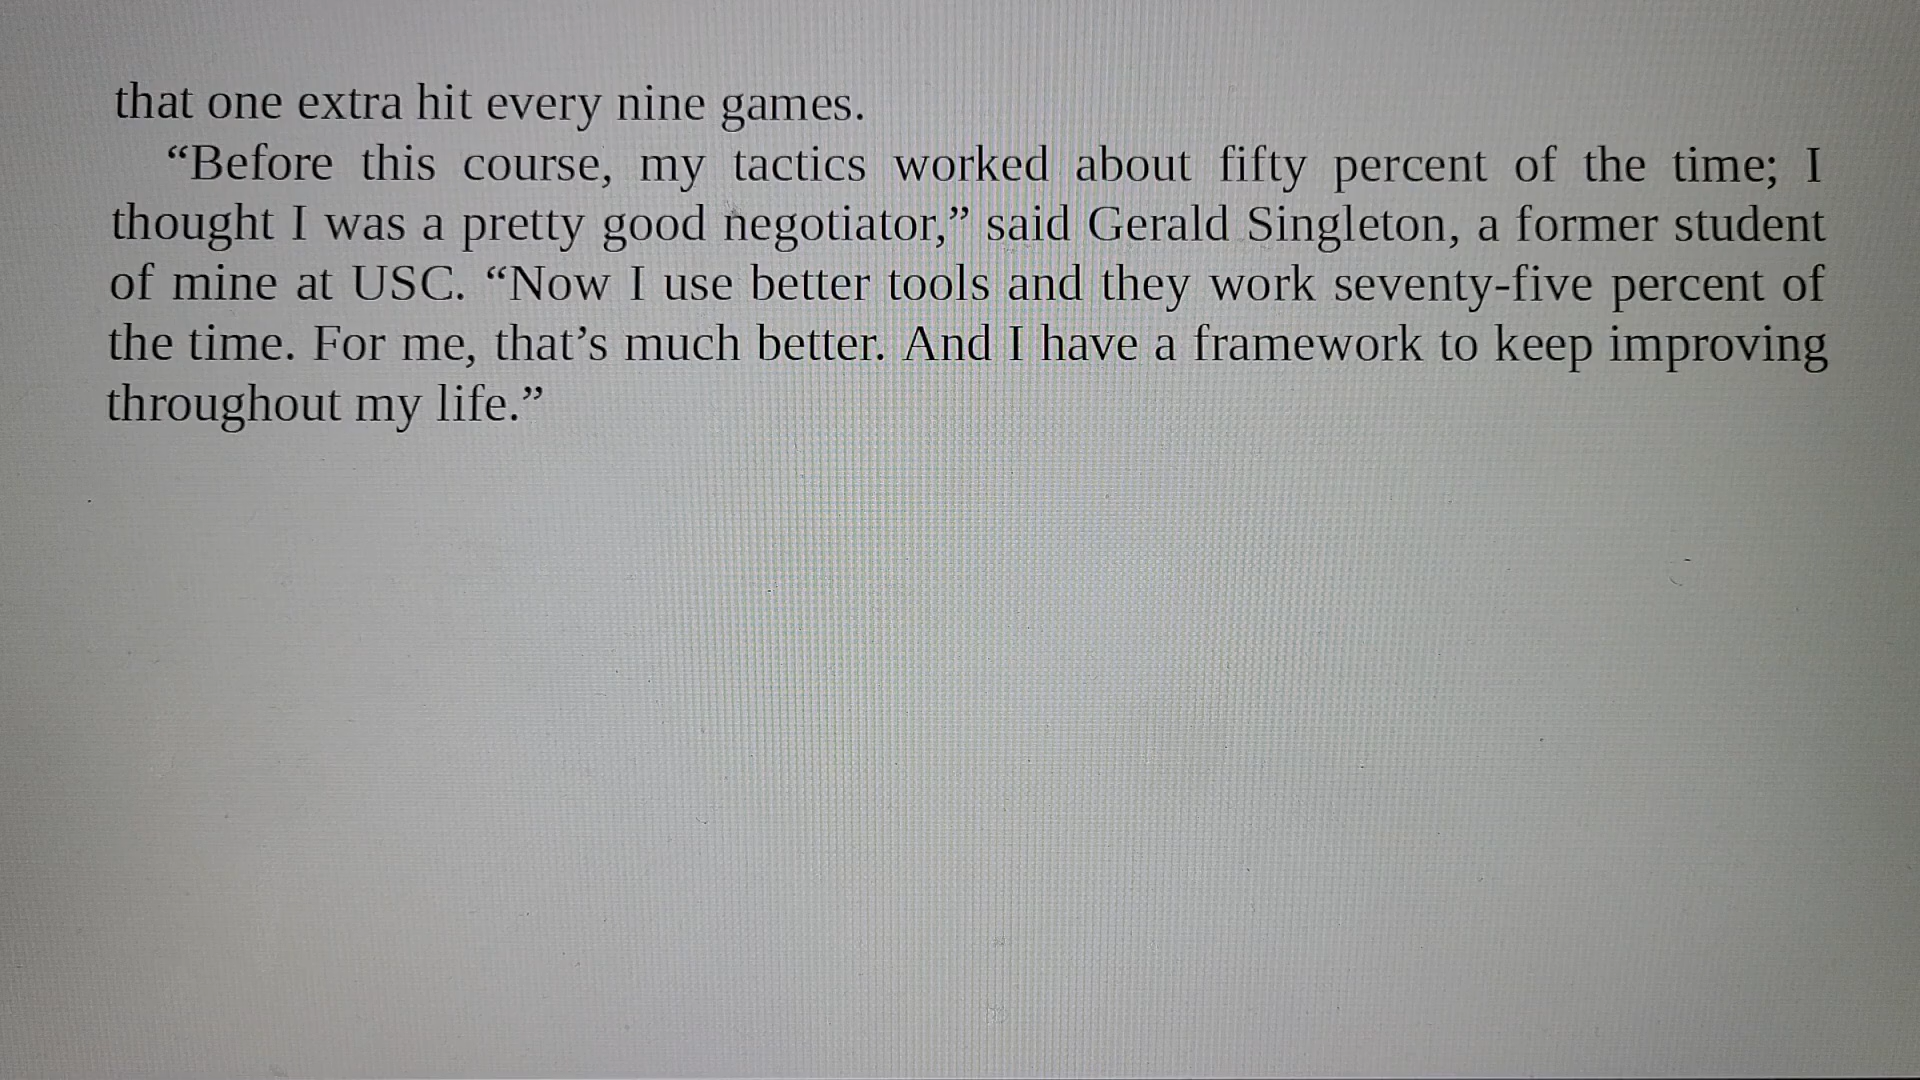 that one extra hit every nine games.
“Before this course, my tactics worked about fifty percent of the time; I
thought I was a pretty good negotiator,” said Gerald Singleton, a former student
of mine at USC. “Now I use better tools and they work seventy-five percent of
the time. For me, that’s much better. And I have a framework to keep improving
throughout my life.”